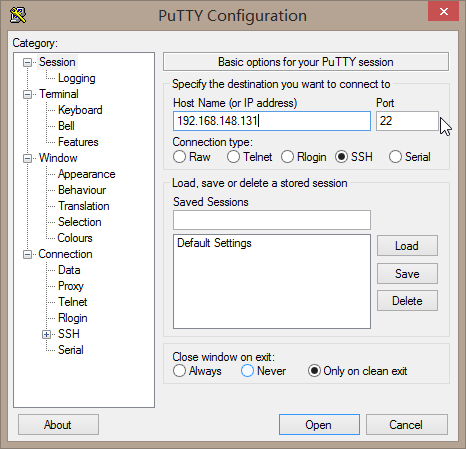 PuTTY Configuration
Category:
Session
Logging
Terminal
Keyboard
Bell
Features
Window
Appearance
Behaviour
Translation
Selection
Colours
Connection
Data
Proxy
Telnet
Rlogin
SSH
Serial
Basic options for your PuTTY session
Specify the destination you want to connect to
Host Name (or IP address) Port
192.168.148.131 22
Connection type:
Raw Telnet Rlogin SSH Serial
Load, save or delete a stored session
Saved Sessions
Default Settings
Load
Save
Delete
Close window on exit:
Always Never Only on clean exit
About Open Cancel